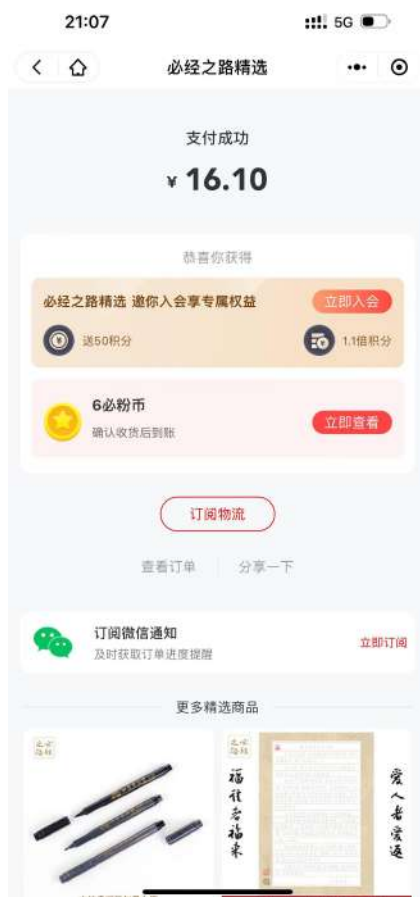 21:07
5G
必经之路精选
支付成功
¥ 16.10
恭喜你获得
必经之路精选 邀你入会享专属权益
立即入会
送50积分
1.1倍积分
6必粉币
确认收货后到账
立即查看
订阅物流
查看订单
分享一下
订阅微信通知
及时获取订单进度提醒
立即订阅
更多精选商品
福往者福来
爱人者爱返